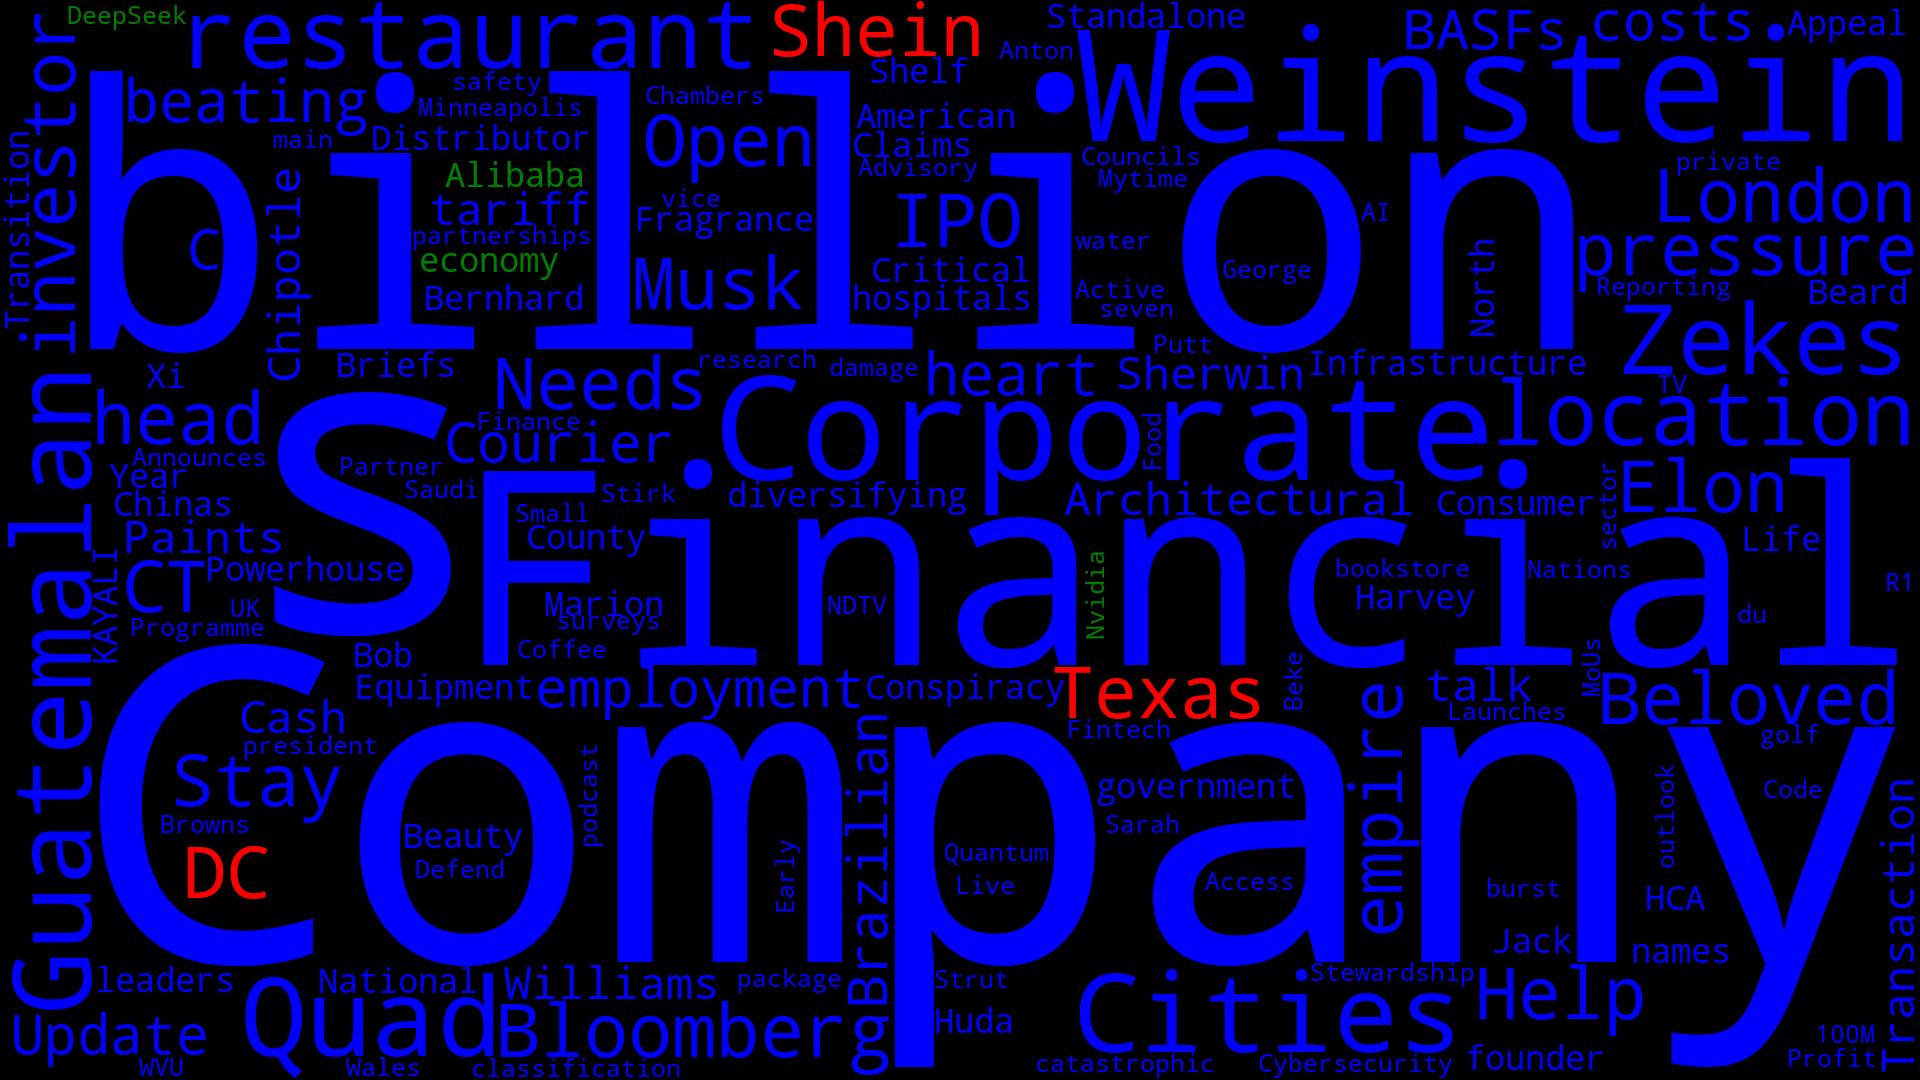 DeepSeek
restaurant
Shein
Standalone
BASFs
costs
Appeal
Anton
Weinstein
investor
beating
safety
Minneapolis
Chambers
Shelf
American
billion
main
Distributor
Open
Claims
Advisory
Councils
Mytime
private
London
Transition
Chipotle
Alibaba
tariff
partnerships
economy
Bernhard
vice
Fragrance
IPO
AI
C
Musk
Critical
hospitals
water
Active
seven
George
North
pressure
Reporting
Beard
Zekes
Putt
Xi
Briefs
Needs
research
damage
heart
Sherwin
Infrastructure
TV
location
head
s
Finance
Courier
Corporate
Food
Announces
Year
Chinas
Partner
Saudi
Stirk
diversifying
Architectural
Consumer
sector
Elon
Paints
Small
County
Financial
Life
CT
Powerhouse
KAYALI
UK
Programme
Marion
surveys
NDTV
Nvidia
bookstore
Harvey
Nations
R1
du
Coffee
Bob
Equipment
employment
Conspiracy
Texas
Beke
MoUs
talk
Launches
Beloved
Guatemalan
Cash
president
Stay
Fintech
golf
Company
podcast
Brazilian
government
empire
outlook
Code
Browns
Beauty
Defend
Early
Quantum
Live
Sarah
Access
burst
HCA
DC
Jack
names
Transaction
leaders
National
Williams
package
Strut
Cities
Stewardship
Help
Update
Quad
Bloomberg
Huda
100M
WVU
Wales
classification
catastrophic
Cybersecurity
founder
Profit